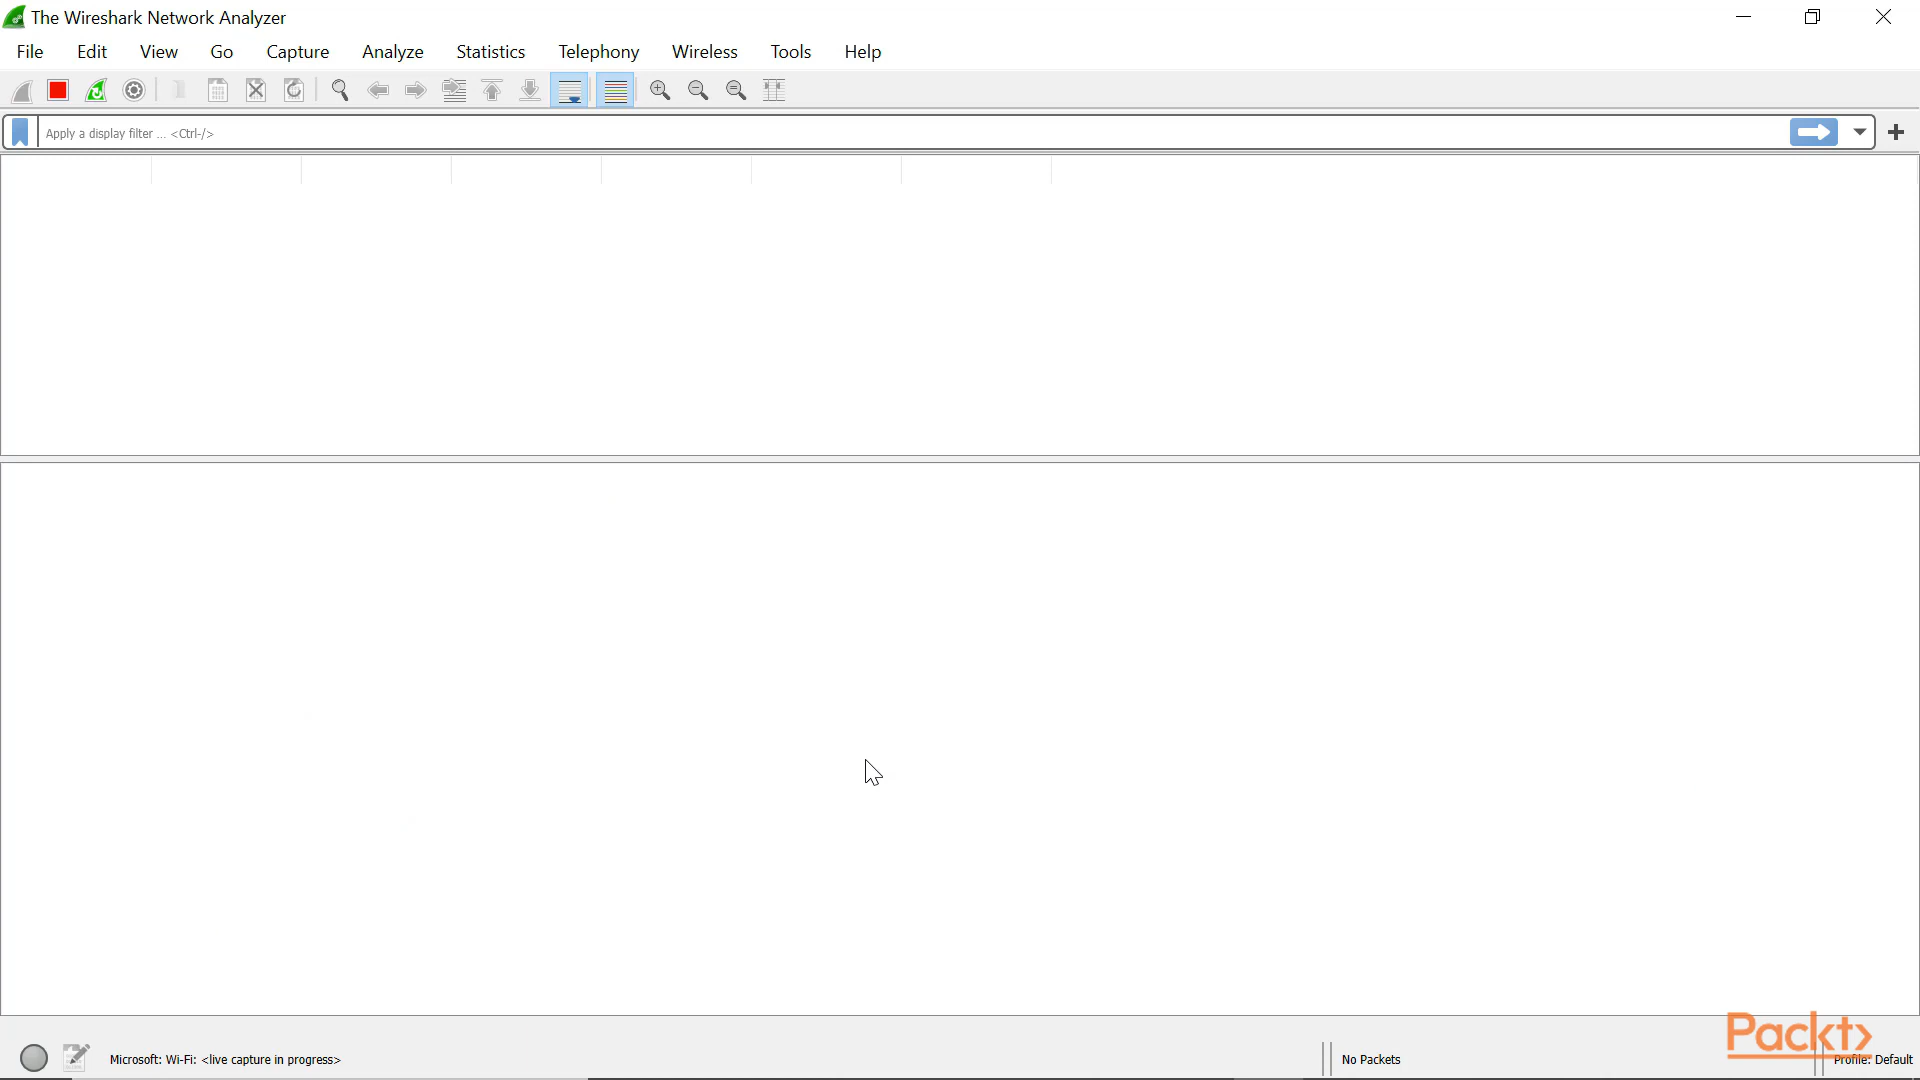 The Wireshark Network Analyzer
File Edit View Go Capture Analyze Statistics Telephony Wireless Tools Help
Apply a display filter ... <Ctrl-/>
Packt>
Microsoft: Wi-Fi: <live capture in progress> No Packets Profile: Default